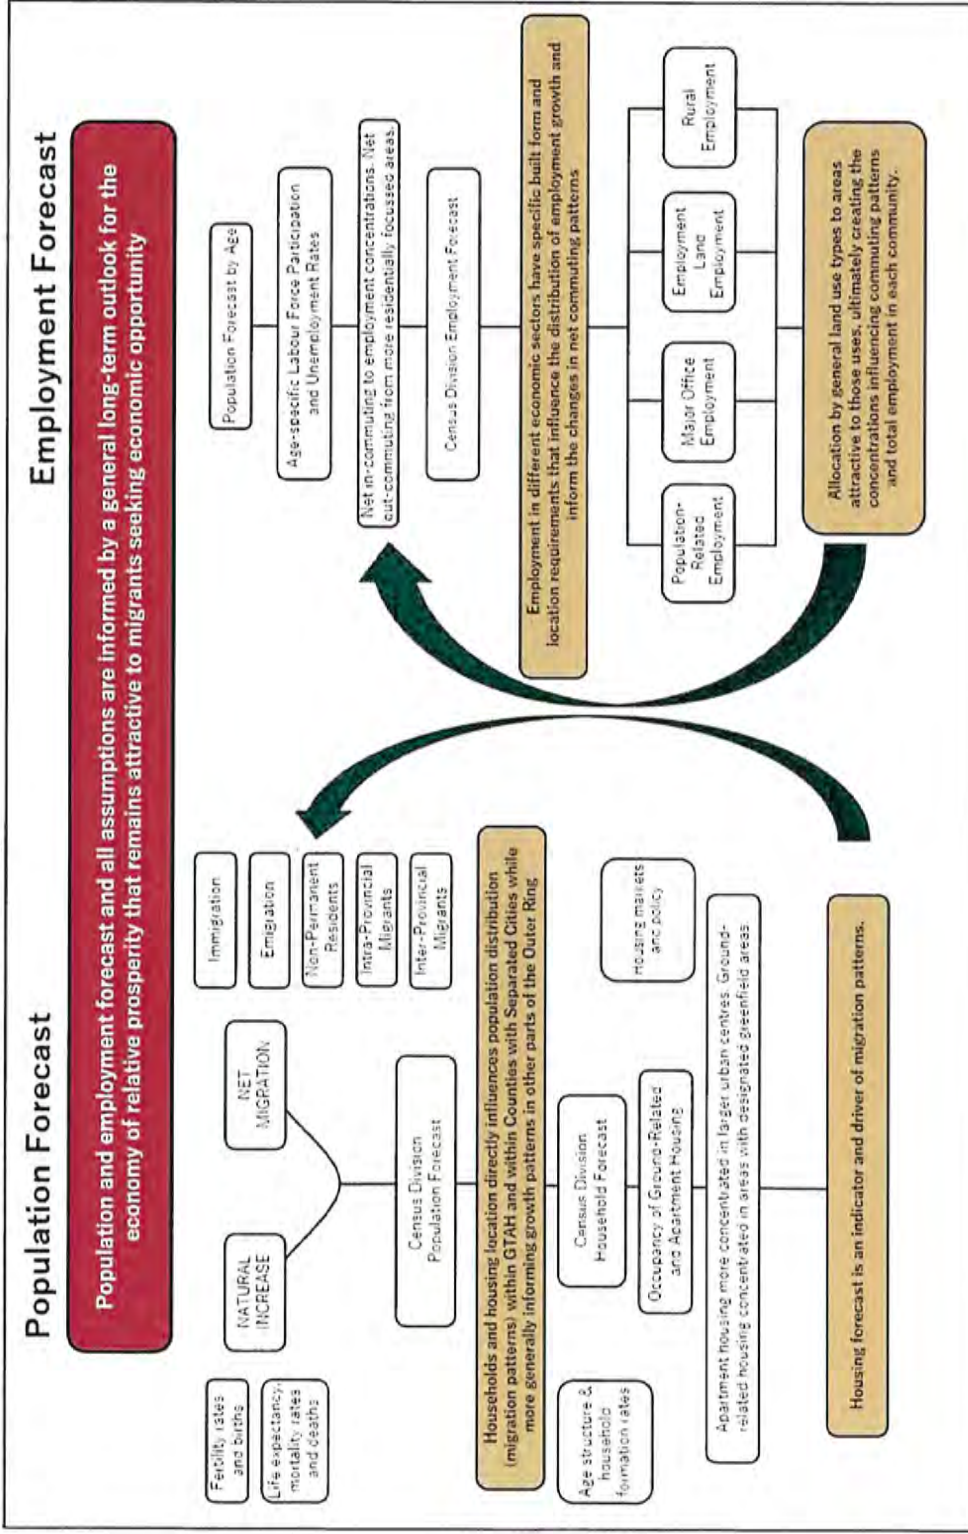 Population Forecast
Employment Forecast
Population and employment forecast and all assumptions are informed by a general long-term outlook for the
economy of relative prosperity that remains attractive to migrants seeking economic opportunity
Fertility rates
and births
Life expectancy,
mortality rates
and deaths
NATURAL
INCREASE
NET
MIGRATION
Immigration
Emigration
Non-Permanent
Residents
Intra-Provincial
Migrants
Inter-Provincial
Migrants
Census Division
Population Forecast
Households and housing location directly influences population distribution
(migration patterns) within GTAH and within Counties with Separated Cities while
more generally informing growth patterns in other parts of the Outer Ring
Age structure &
household
formation rates
Census Division
Household Forecast
Housing markets
and policy
Occupancy of Ground-Related
and Apartment Housing
Apartment housing more concentrated in larger urban centres. Ground-
related housing concentrated in areas with designated greenfield areas.
Housing forecast is an indicator and driver of migration patterns.
Population Forecast by Age
Age-specific Labour Force Participation
and Unemployment Rates
Net in-commuting to employment concentrations. Net
out-commuting from more residentially focussed areas.
Census Division Employment Forecast
Employment in different economic sectors have specific built form and
location requirements that influence the distribution of employment growth and
inform the changes in net commuting patterns
Population-
Related
Employment
Major Office
Employment
Employment
Land
Employment
Rural
Employment
Allocation by general land use types to areas
attractive to those uses, ultimately creating the
concentrations influencing commuting patterns
and total employment in each community.